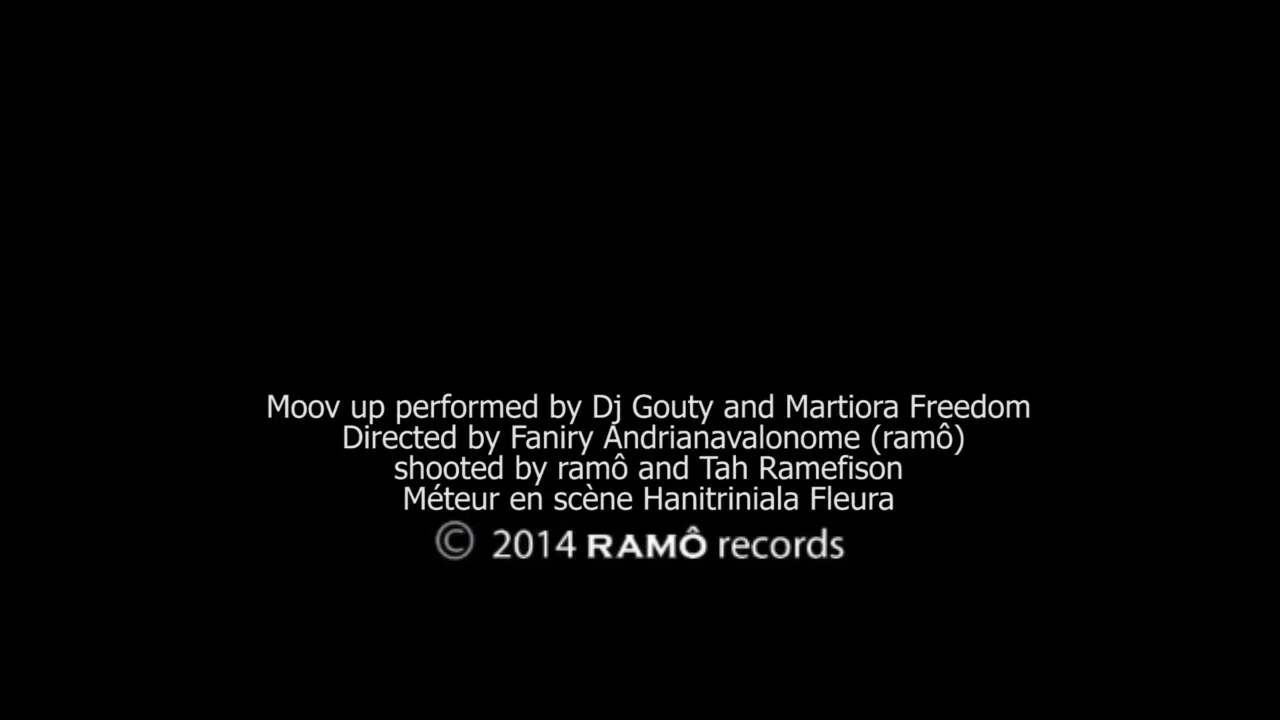 Moov up performed by Dj Gouty and Martiora Freedom
Directed by Faniry Andrianavalonome (ramô)
shooted by ramô and Tah Ramefison
Méteur en scène Hanitriniala Fleura
© 2014 RAMÔ records